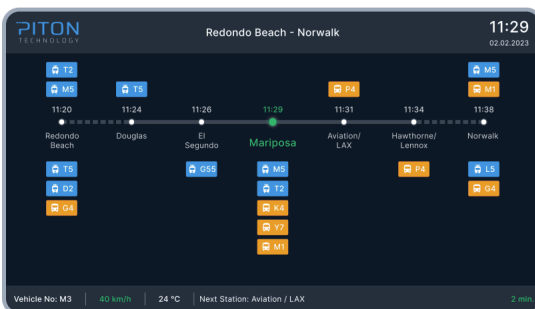 PITON
TECHNOLOGY
Redondo Beach - Norwalk
11:29
02.02.2023
T2
M5
M5
T5
P4
M1
11:20
11:24
11:26
11:29
11:31
11:34
11:38
Redondo
Beach
Douglas
El
Segundo
Mariposa
Aviation/
LAX
Hawthorne/
Lennox
Norwalk
T5
G55
M5
P4
L5
D2
T2
G4
G4
K4
Y7
M1
Vehicle No: M3
40 km/h
24 °C
Next Station: Aviation / LAX
2 min.